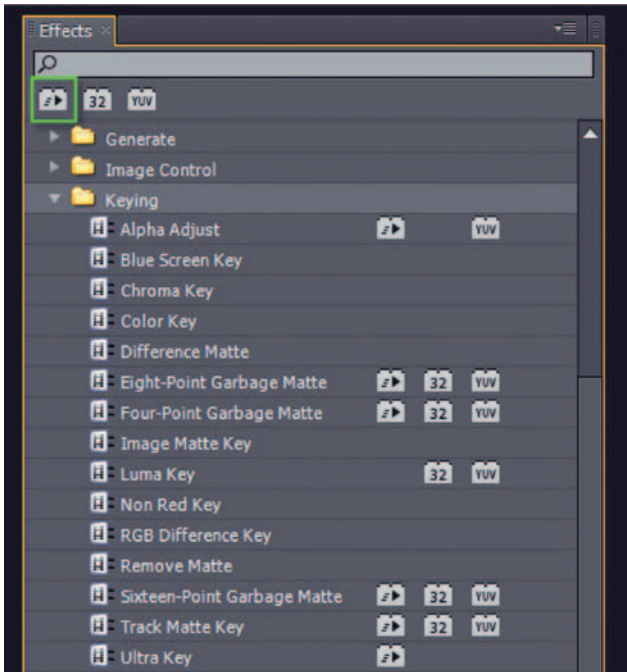 Effects
32 YUV
Generate
Image Control
Keying
Alpha Adjust YUV
Blue Screen Key
Chroma Key
Color Key
Difference Matte
Eight-Point Garbage Matte 32 YUV
Four-Point Garbage Matte 32 YUV
Image Matte Key
Luma Key 32 YUV
Non Red Key
RGB Difference Key
Remove Matte
Sixteen-Point Garbage Matte 32 YUV
Track Matte Key 32 YUV
Ultra Key